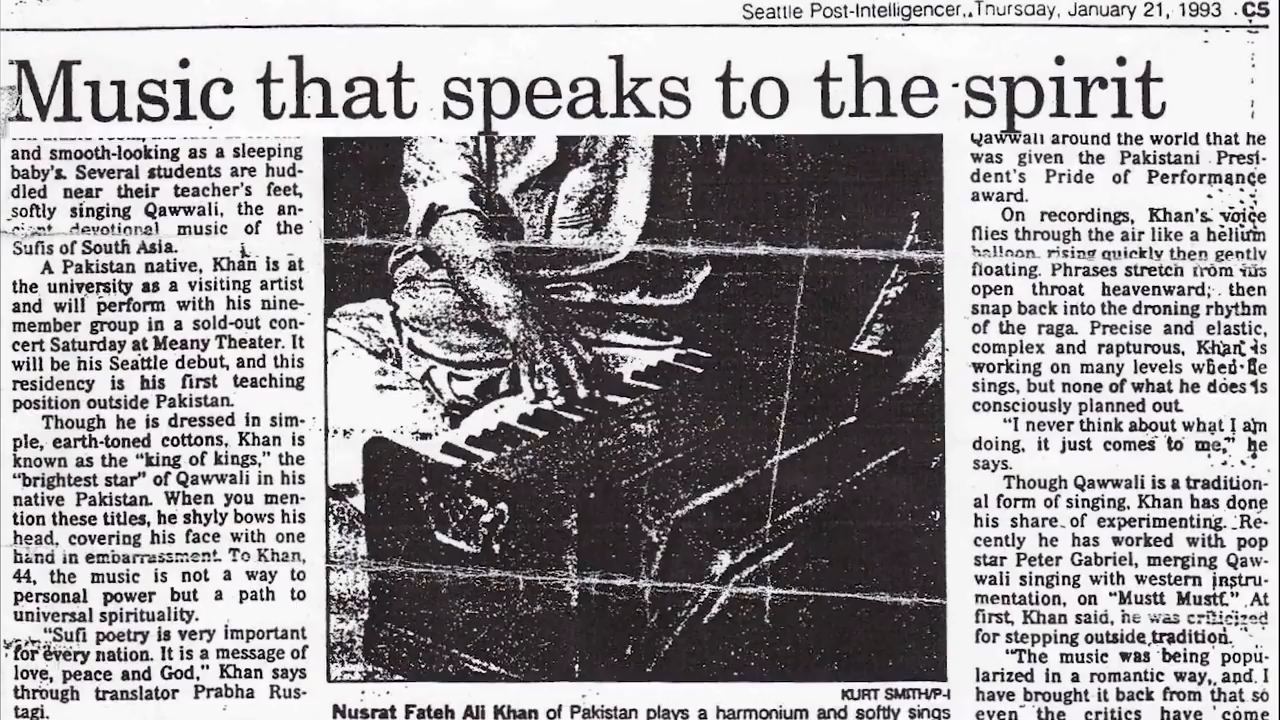 Seattle Post-Intelligencer, Thursday, January 21, 1993 C5
Music that speaks to the spirit
and smooth-looking as a sleeping
baby's. Several students are hud-
dled near their teacher's feet,
softly singing Qawwali, the an-
cient devotional music of the
Sufis of South Asia.
A Pakistan native, Khan is at
the university as a visiting artist
and will perform with his nine-
member group in a sold-out con-
cert Saturday at Meany Theater. It
will be his Seattle debut, and this
residency is his first teaching
position outside Pakistan.
Though he is dressed in sim-
ple, earth-toned cottons, Khan is
known as the "king of kings," the
"brightest star" of Qawwali in his
native Pakistan. When you men-
tion these titles, he shyly bows his
head, covering his face with one
hand in embarrassment. To Khan,
44, the music is not a way to
personal power but a path to
universal spirituality.
"Sufi poetry is very important
for every nation. It is a message of
love, peace and God," Khan says
through translator Prabha Rus-
tagi.
KURT SMITH/P-I
Nusrat Fateh Ali Khan of Pakistan plays a harmonium and softly sings
Qawwali around the world that he
was given the Pakistani Presi-
dent's Pride of Performance
award.
On recordings, Khan's voice
flies through the air like a helium
balloon, rising quickly then gently
floating. Phrases stretch from his
open throat heavenward; then
snap back into the droning rhythm
of the raga. Precise and elastic,
complex and rapturous, Khan is
working on many levels when he
sings, but none of what he does is
consciously planned out.
"I never think about what I am
doing, it just comes to me," he
says.
Though Qawwali is a tradition-
al form of singing, Khan has done
his share of experimenting. Re-
cently he has worked with pop
star Peter Gabriel, merging Qaw-
wali singing with western instru-
mentation, on "Mustt Mustt." At
first, Khan said, he was criticized
for stepping outside tradition.
"The music was being popu-
larized in a romantic way, and I
have brought it back from that so
even the critics have come